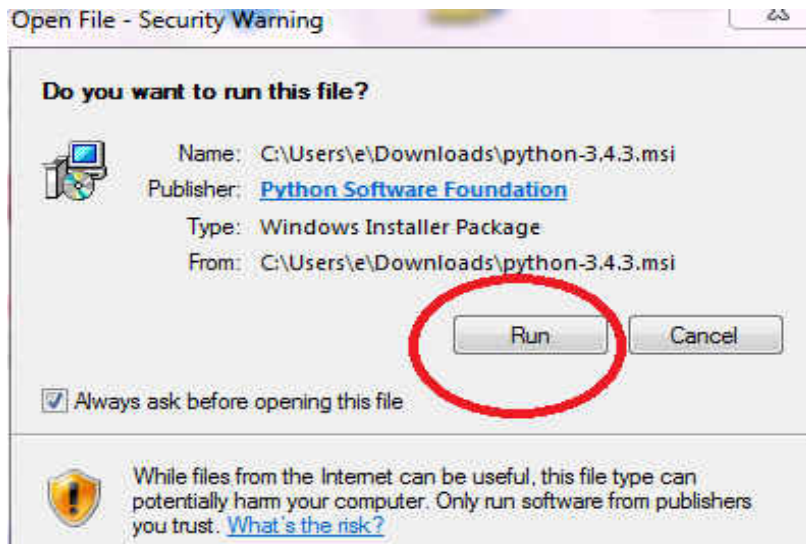 Open File - Security Warning
Do you want to run this file?
Name: C:\Users\e\Downloads\python-3.4.3.msi
Publisher: Python Software Foundation
Type: Windows Installer Package
From: C:\Users\e\Downloads\python-3.4.3.msi
Run Cancel
Always ask before opening this file
While files from the Internet can be useful, this file type can
potentially harm your computer. Only run software from publishers
you trust. What's the risk?